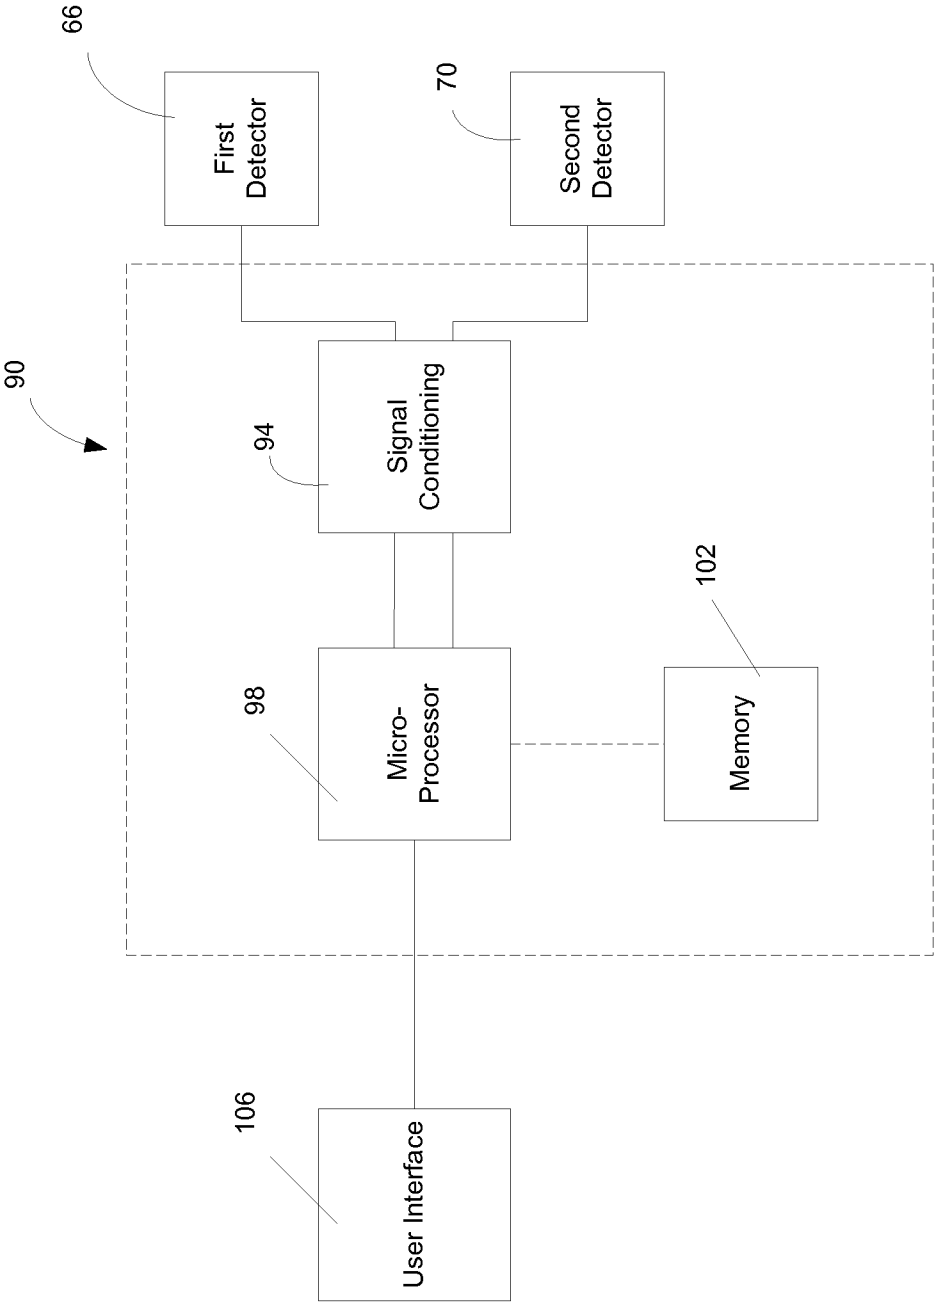 66
First
Detector
70
Second
Detector
90
94
Signal
Conditioning
98
Micro-
Processor
102
Memory
106
User Interface